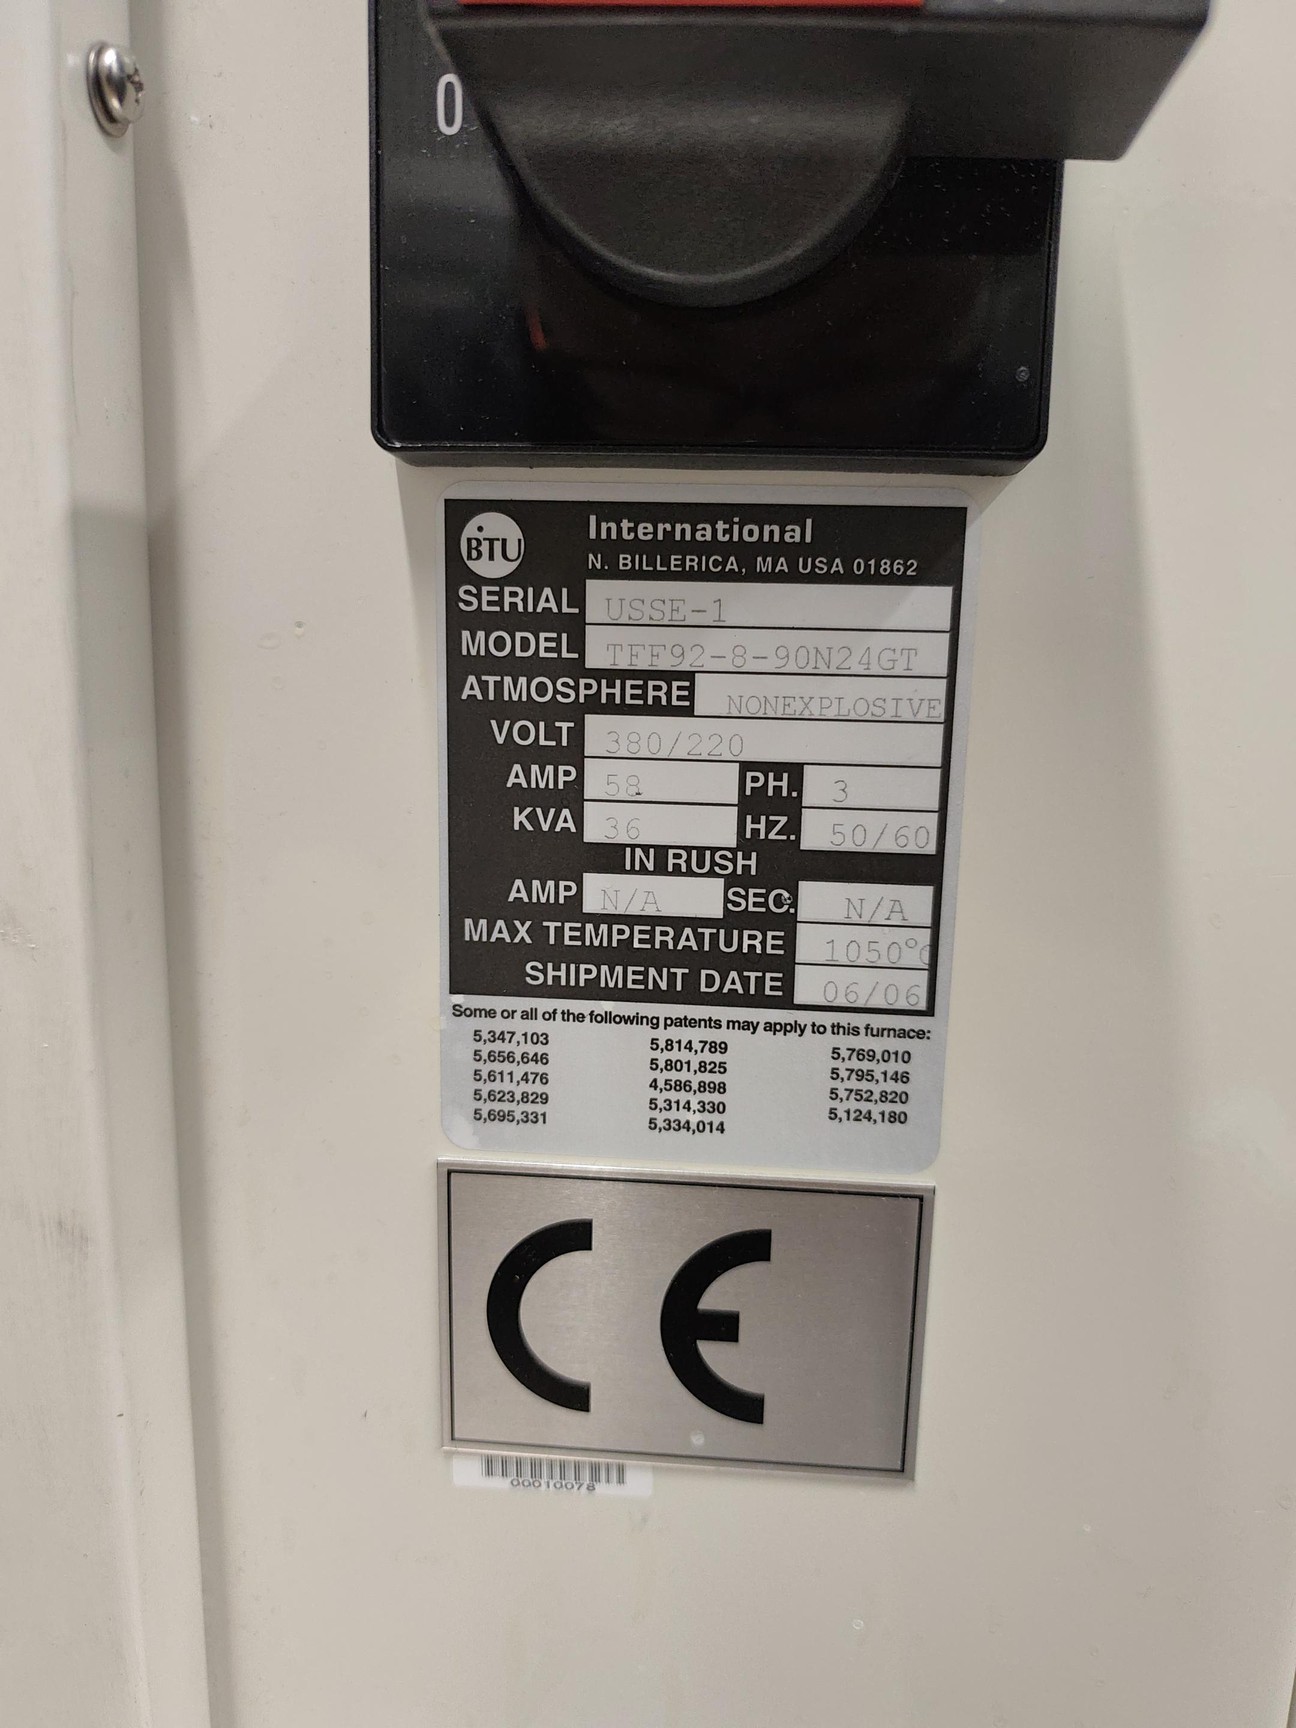 0
BTU International
N. BILLERICA, MA USA 01862
SERIAL USSE-1
MODEL TFF92-8-90N24GT
ATMOSPHERE NONEXPLOSIVE
VOLT 380/220
AMP 58 PH. 3
KVA 36 HZ. 50/60
IN RUSH
AMP N/A SEC. N/A
MAX TEMPERATURE 1050°C
SHIPMENT DATE 06/06
Some or all of the following patents may apply to this furnace:
5,347,103 5,814,789 5,769,010
5,656,646 5,801,825 5,795,146
5,611,476 4,586,898 5,752,820
5,623,829 5,314,330 5,124,180
5,695,331 5,334,014
CE
00010078